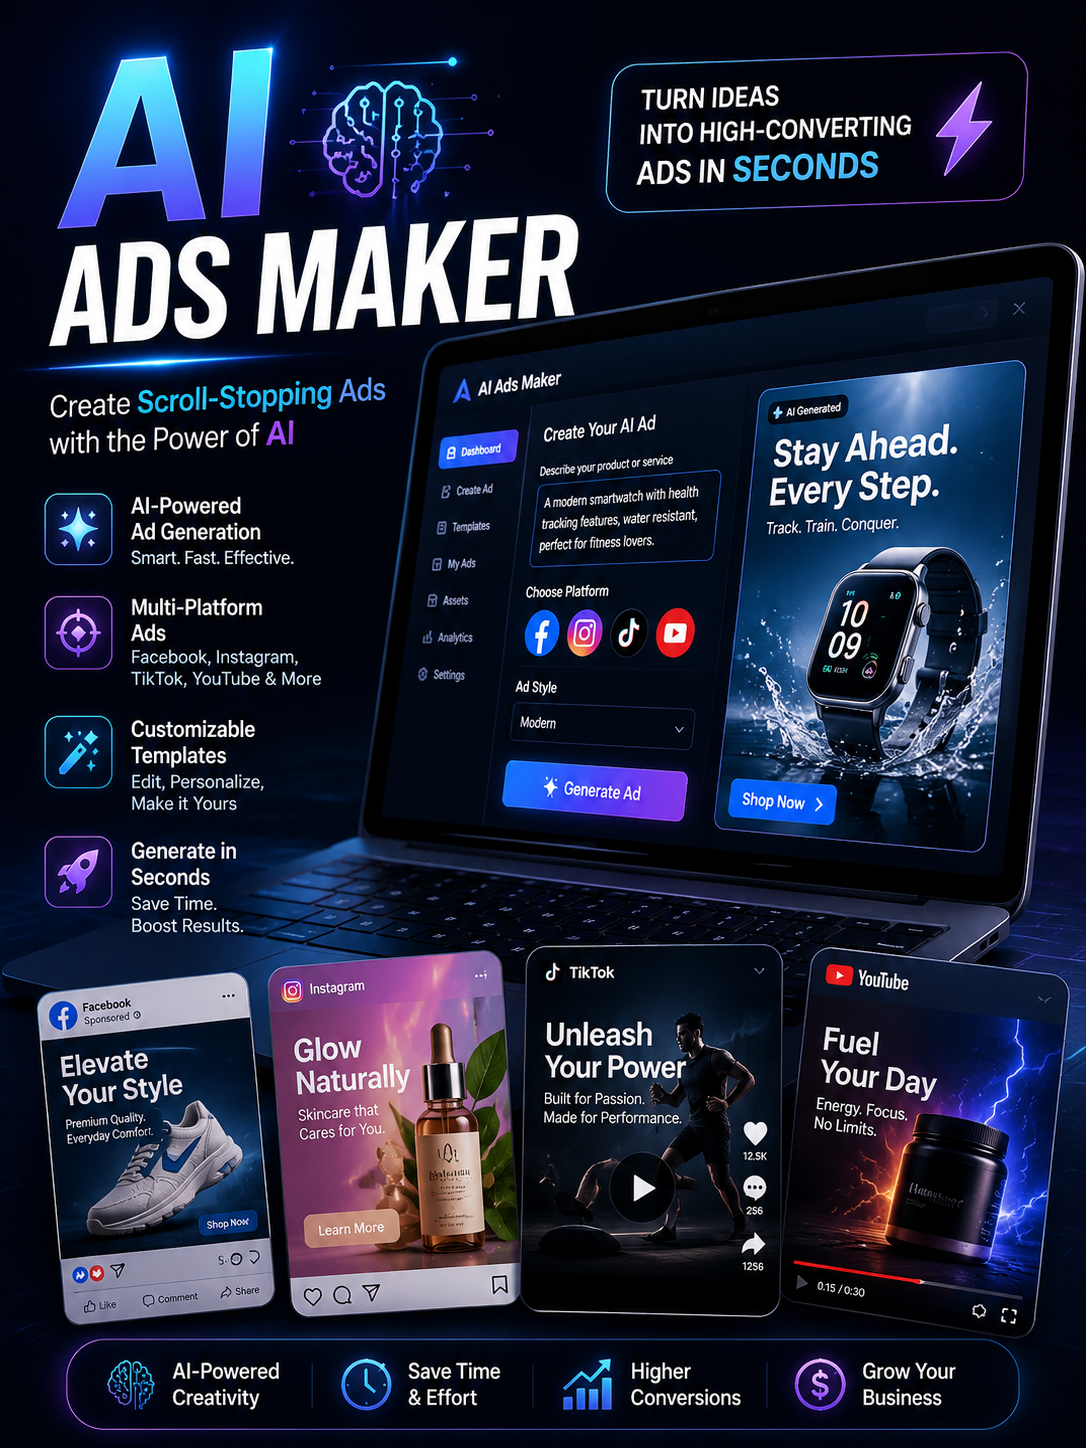 AI
ADS MAKER
TURN IDEAS
INTO HIGH-CONVERTING
ADS IN SECONDS
Create Scroll-Stopping Ads
with the Power of AI
AI-Powered
Ad Generation
Smart. Fast. Effective.
Multi-Platform
Ads
Facebook, Instagram,
TikTok, YouTube & More
Customizable
Templates
Edit, Personalize,
Make it Yours
Generate in
Seconds
Save Time.
Boost Results.
AI Ads Maker
Dashboard
Create Ad
Templates
My Ads
Assets
Analytics
Settings
Create Your AI Ad
Describe your product or service
A modern smartwatch with health
tracking features, water resistant,
perfect for fitness lovers.
Choose Platform
Ad Style
Modern
Generate Ad
AI Generated
Stay Ahead.
Every Step.
Track. Train. Conquer.
10
09
Shop Now
Facebook
Sponsored
Elevate
Your Style
Premium Quality.
Everyday Comfort.
Shop Now
Like
Comment
Share
Instagram
Glow
Naturally
Skincare that
Cares for You.
Learn More
TikTok
Unleash
Your Power
Built for Passion.
Made for Performance.
12.5K
256
1256
YouTube
Fuel
Your Day
Energy. Focus.
No Limits.
0:15 / 0:30
AI-Powered
Creativity
Save Time
& Effort
Higher
Conversions
Grow Your
Business